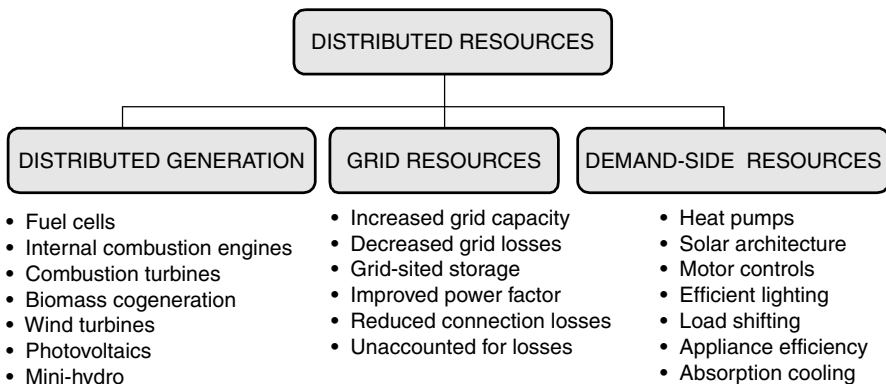 DISTRIBUTED RESOURCES
DISTRIBUTED GENERATION
• Fuel cells
• Internal combustion engines
• Combustion turbines
• Biomass cogeneration
• Wind turbines
• Photovoltaics
• Mini-hydro
GRID RESOURCES
• Increased grid capacity
• Decreased grid losses
• Grid-sited storage
• Improved power factor
• Reduced connection losses
• Unaccounted for losses
DEMAND-SIDE RESOURCES
• Heat pumps
• Solar architecture
• Motor controls
• Efficient lighting
• Load shifting
• Appliance efficiency
• Absorption cooling